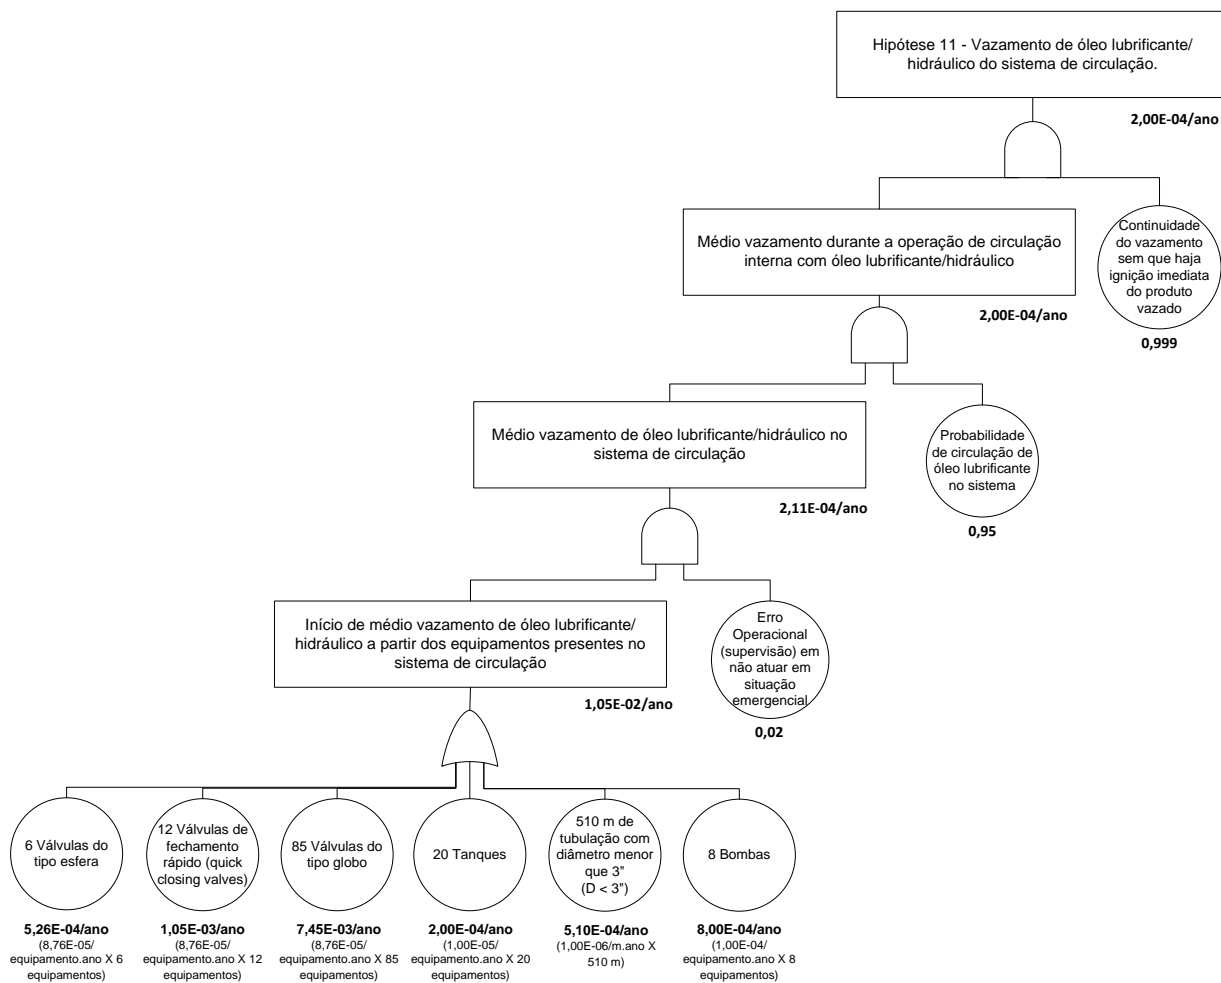 Hipótese 11 - Vazamento de óleo lubrificante/
hidráulico do sistema de circulação.
2,00E-04/ano
Médio vazamento durante a operação de circulação
interna com óleo lubrificante/hidráulico
2,00E-04/ano
Continuidade
do vazamento
sem que haja
ignição imediata
do produto
vazado
0,999
Médio vazamento de óleo lubrificante/hidráulico no
sistema de circulação
2,11E-04/ano
Probabilidade
de circulação de
óleo lubrificante
no sistema
0,95
Início de médio vazamento de óleo lubrificante/
hidráulico a partir dos equipamentos presentes no
sistema de circulação
1,05E-02/ano
Erro
Operacional
(supervisão) em
não atuar em
situação
emergencial
0,02
6 Válvulas do
tipo esfera
5,26E-04/ano
(8,76E-05/
equipamento.ano X 6
equipamentos)
12 Válvulas de
fechamento
rápido (quick
closing valves)
1,05E-03/ano
(8,76E-05/
equipamento.ano X 12
equipamentos)
85 Válvulas do
tipo globo
7,45E-03/ano
(8,76E-05/
equipamento.ano X 85
equipamentos)
20 Tanques
2,00E-04/ano
(1,00E-05/
equipamento.ano X 20
equipamentos)
510 m de
tubulação com
diâmetro menor
que 3"
(D < 3")
5,10E-04/ano
(1,00E-06/m.ano X
510 m)
8 Bombas
8,00E-04/ano
(1,00E-04/
equipamento.ano X 8
equipamentos)